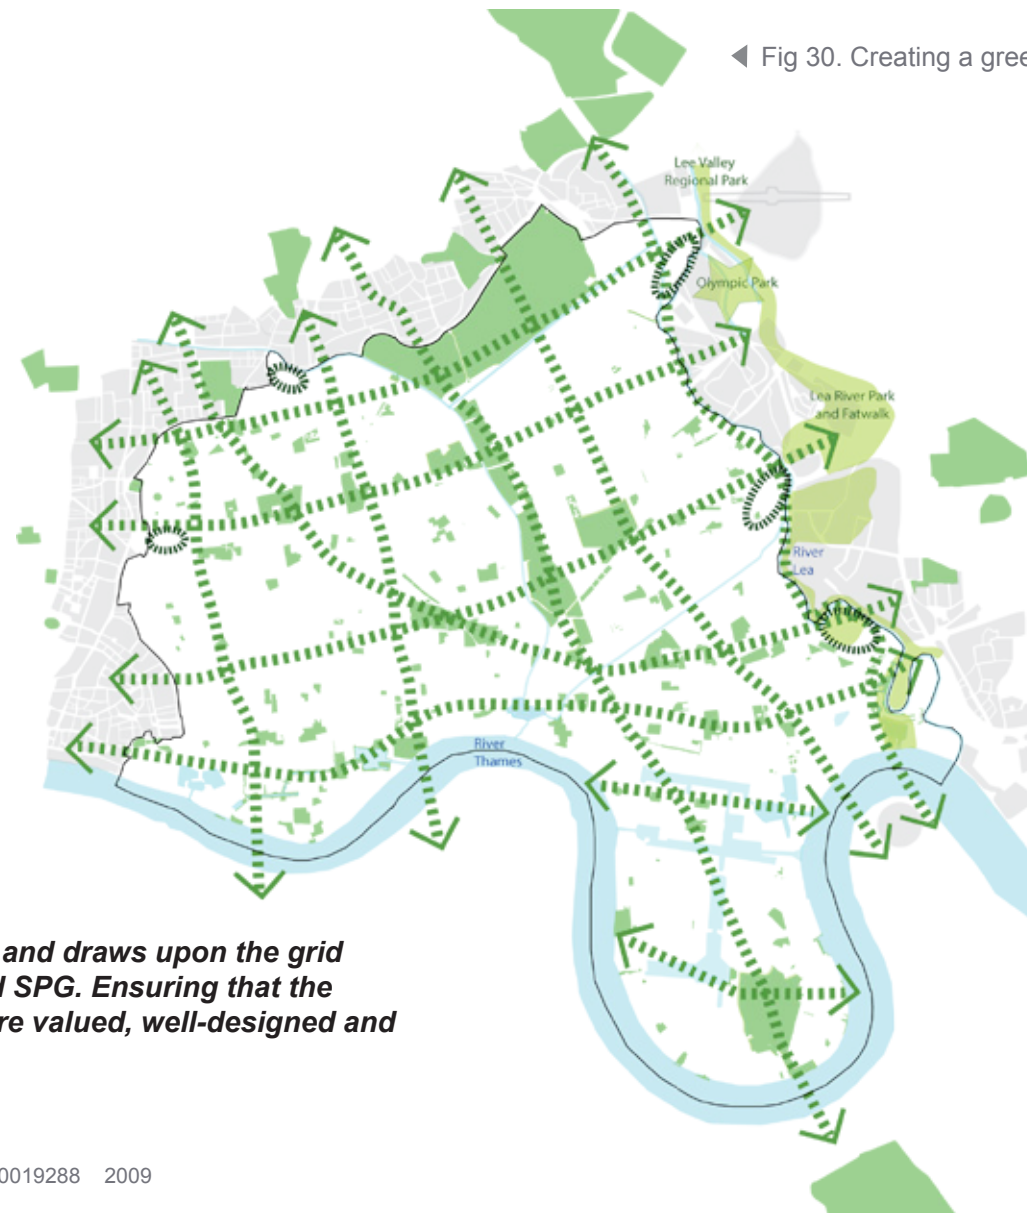 ◀ Fig 30. Creating a gree
Lee Valley
Regional Park
Olympic Park
Lea River Park
and Fatwalk
River
Lea
River
Thames
and draws upon the grid
SPG. Ensuring that the
re valued, well-designed and
0019288 2009